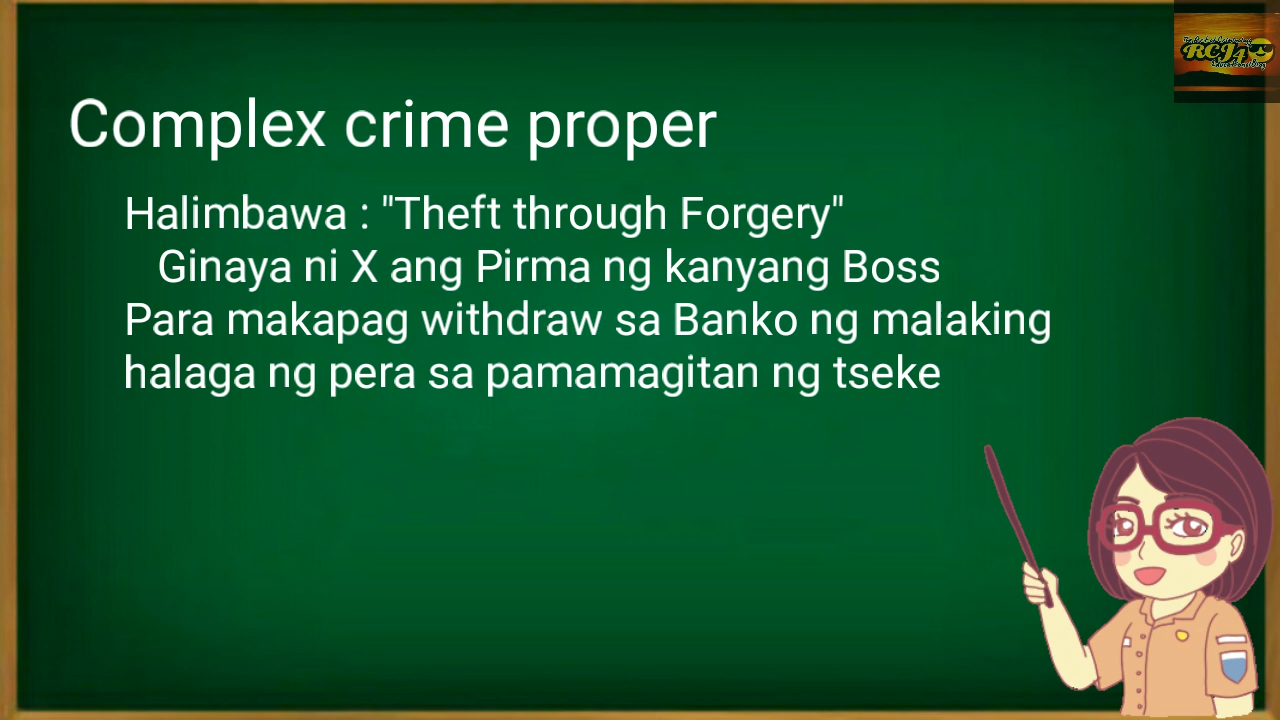 Complex crime proper
Halimbawa : "Theft through Forgery"
Ginaya ni X ang Pirma ng kanyang Boss
Para makapag withdraw sa Banko ng malaking
halaga ng pera sa pamamagitan ng tseke
RCJ4